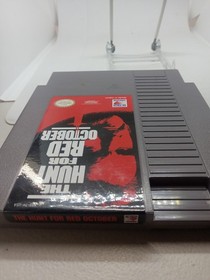 THE
HUNT
FOR
RED
OCTOBER
THE HUNT FOR RED OCTOBER